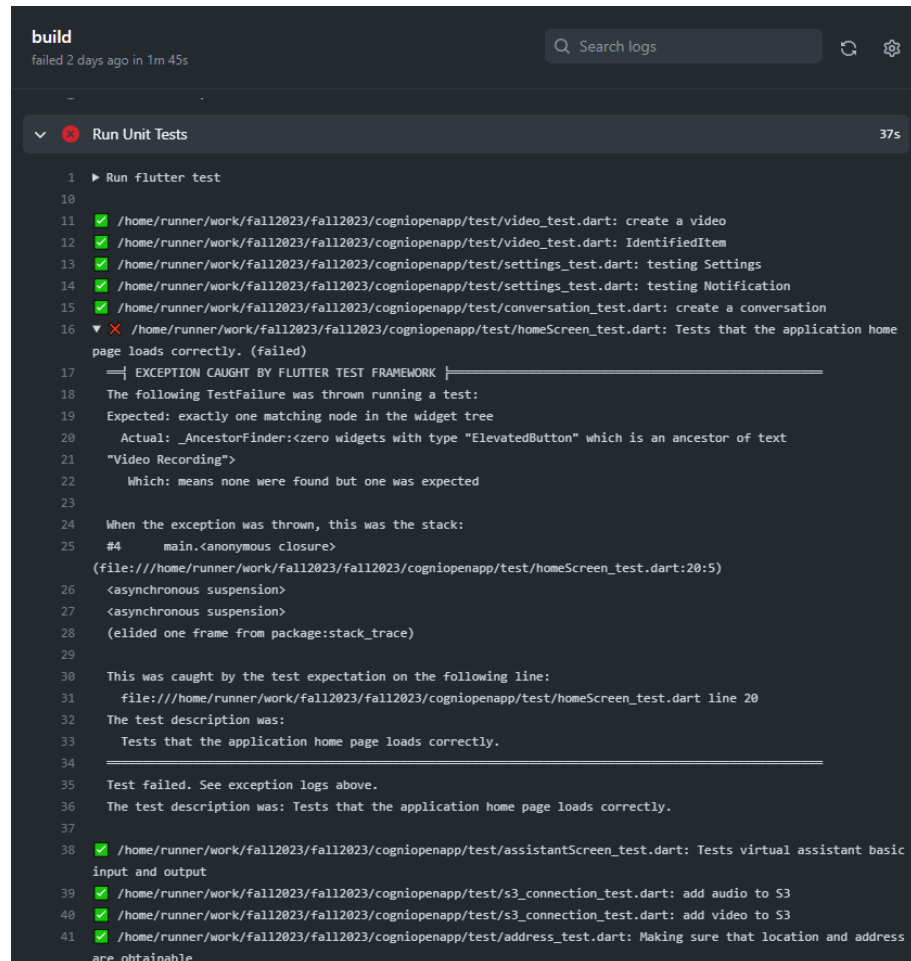 build
failed 2 days ago in 1m 45s
Search logs
Run Unit Tests
37s
1 ▶ Run flutter test
10
11 ✅ /home/runner/work/fall2023/fall2023/cogniopenapp/test/video_test.dart: create a video
12 ✅ /home/runner/work/fall2023/fall2023/cogniopenapp/test/video_test.dart: IdentifiedItem
13 ✅ /home/runner/work/fall2023/fall2023/cogniopenapp/test/settings_test.dart: testing Settings
14 ✅ /home/runner/work/fall2023/fall2023/cogniopenapp/test/settings_test.dart: testing Notification
15 ✅ /home/runner/work/fall2023/fall2023/cogniopenapp/test/conversation_test.dart: create a conversation
16 ▼ ❌ /home/runner/work/fall2023/fall2023/cogniopenapp/test/homeScreen_test.dart: Tests that the application home
page loads correctly. (failed)
17 ══╡ EXCEPTION CAUGHT BY FLUTTER TEST FRAMEWORK ╞════════════════════════════════════════════════════
18 The following TestFailure was thrown running a test:
19 Expected: exactly one matching node in the widget tree
20 Actual: _AncestorFinder:<zero widgets with type "ElevatedButton" which is an ancestor of text
21 "Video Recording">
22 Which: means none were found but one was expected
23
24 When the exception was thrown, this was the stack:
25 #4      main.<anonymous closure>
(file:///home/runner/work/fall2023/fall2023/cogniopenapp/test/homeScreen_test.dart:20:5)
26 <asynchronous suspension>
27 <asynchronous suspension>
28 (elided one frame from package:stack_trace)
29
30 This was caught by the test expectation on the following line:
31 file:///home/runner/work/fall2023/fall2023/cogniopenapp/test/homeScreen_test.dart line 20
32 The test description was:
33 Tests that the application home page loads correctly.
34 ════════════════════════════════════════════════════════════════════════════════════════════════════
35 Test failed. See exception logs above.
36 The test description was: Tests that the application home page loads correctly.
37
38 ✅ /home/runner/work/fall2023/fall2023/cogniopenapp/test/assistantScreen_test.dart: Tests virtual assistant basic
input and output
39 ✅ /home/runner/work/fall2023/fall2023/cogniopenapp/test/s3_connection_test.dart: add audio to S3
40 ✅ /home/runner/work/fall2023/fall2023/cogniopenapp/test/s3_connection_test.dart: add video to S3
41 ✅ /home/runner/work/fall2023/fall2023/cogniopenapp/test/address_test.dart: Making sure that location and address
are obtainable